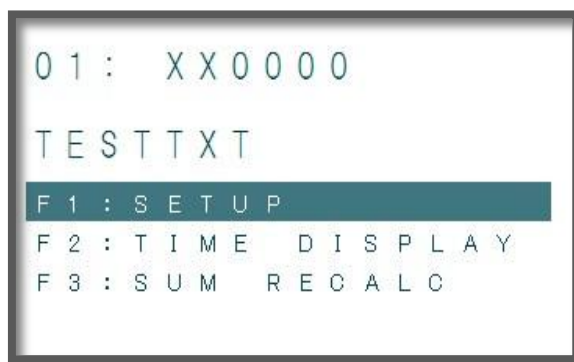 01: XX0000
TESTTXT
F1:SETUP
F2:TIME DISPLAY
F3:SUM RECALC